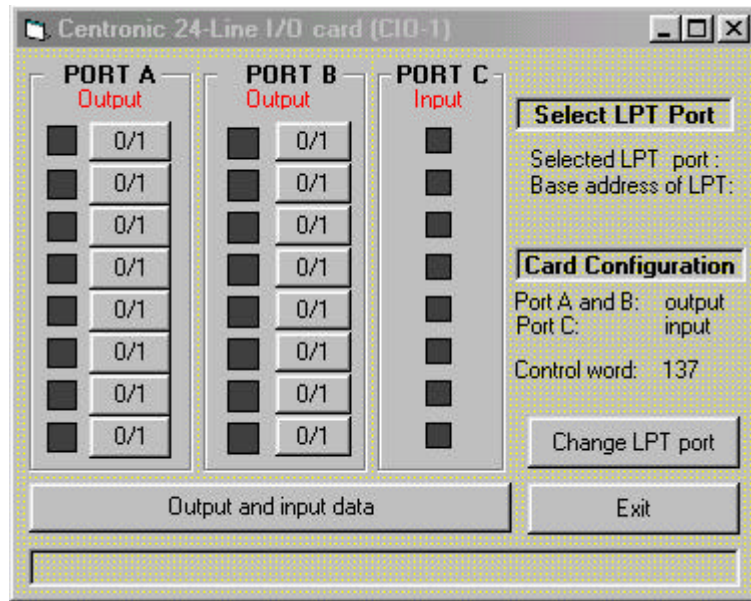 Centronic 24-Line I/O card (CIO-1)
PORT A
Output
0/1
0/1
0/1
0/1
0/1
0/1
0/1
0/1
PORT B
Output
0/1
0/1
0/1
0/1
0/1
0/1
0/1
0/1
PORT C
Input
Select LPT Port
Selected LPT port :
Base address of LPT:
Card Configuration
Port A and B: output
Port C: input
Control word: 137
Change LPT port
Output and input data
Exit